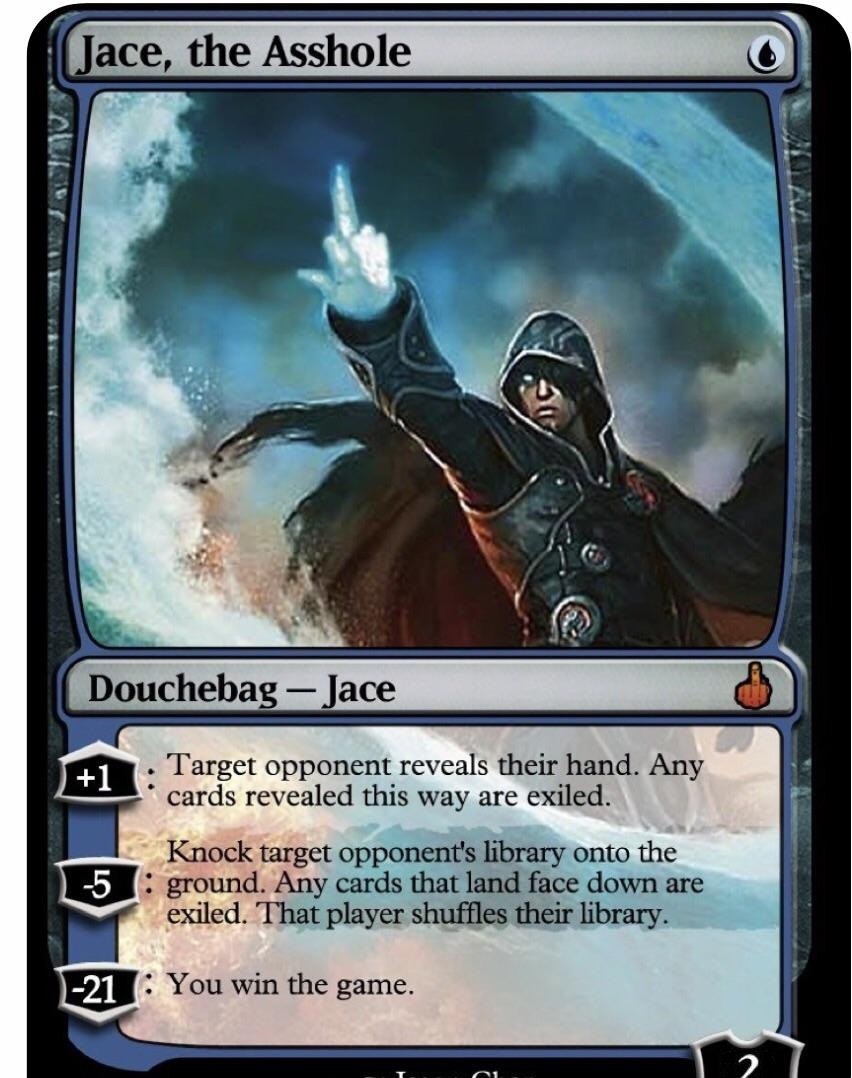 Jace, the Asshole
Douchebag — Jace
+1 : Target opponent reveals their hand. Any
cards revealed this way are exiled.
Knock target opponent's library onto the
-5 : ground. Any cards that land face down are
exiled. That player shuffles their library.
-21 : You win the game.
2